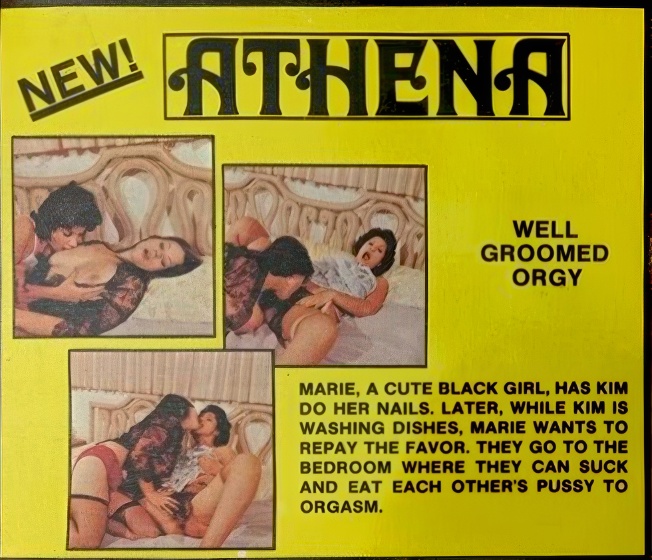 NEW!
ATHENA
WELL
GROOMED
ORGY
MARIE, A CUTE BLACK GIRL, HAS KIM
DO HER NAILS. LATER, WHILE KIM IS
WASHING DISHES, MARIE WANTS TO
REPAY THE FAVOR. THEY GO TO THE
BEDROOM WHERE THEY CAN SUCK
AND EAT EACH OTHER'S PUSSY TO
ORGASM.